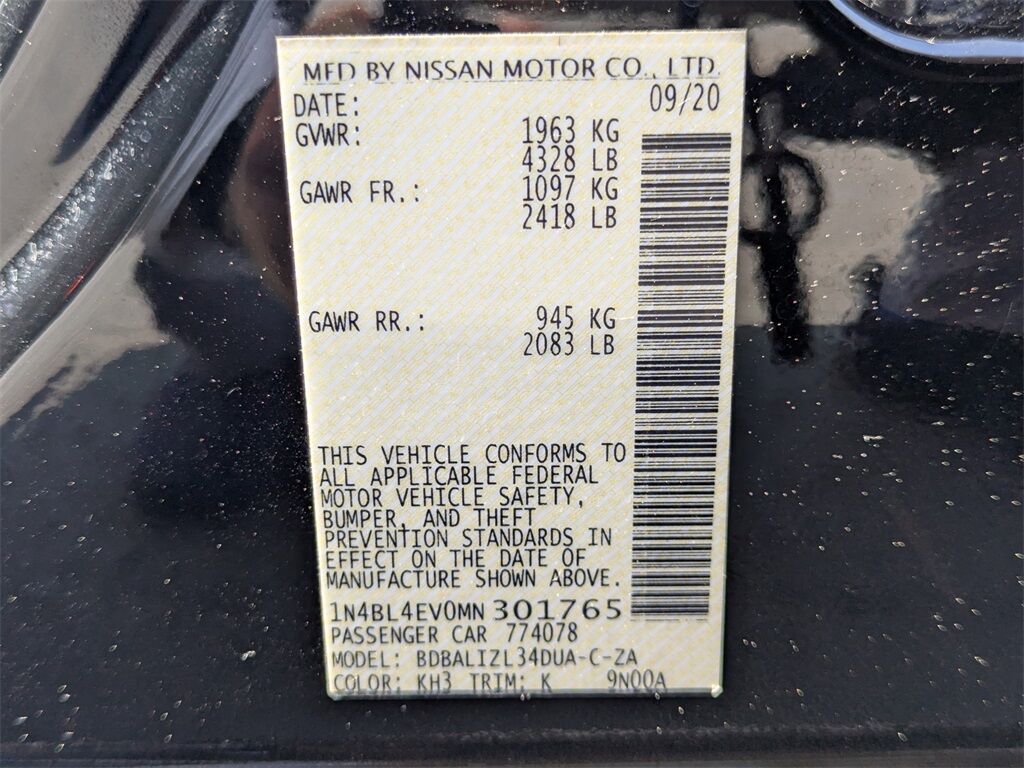 MFD BY NISSAN MOTOR CO., LTD.
DATE: 09/20
GVWR: 1963 KG
4328 LB
GAWR FR.: 1097 KG
2418 LB
GAWR RR.: 945 KG
2083 LB
THIS VEHICLE CONFORMS TO
ALL APPLICABLE FEDERAL
MOTOR VEHICLE SAFETY,
BUMPER, AND THEFT
PREVENTION STANDARDS IN
EFFECT ON THE DATE OF
MANUFACTURE SHOWN ABOVE.
1N4BL4EV0MN 301765
PASSENGER CAR 774078
MODEL: BDBALIZL34DUA-C-ZA
COLOR: KH3 TRIM: K 9N00A